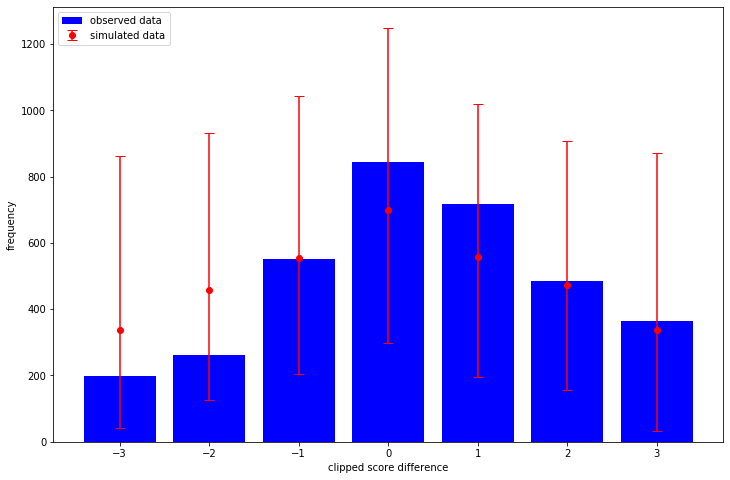 observed data
simulated data
1200
1000
800
600
400
200
0
frequency
−3 −2 −1 0 1 2 3
clipped score difference